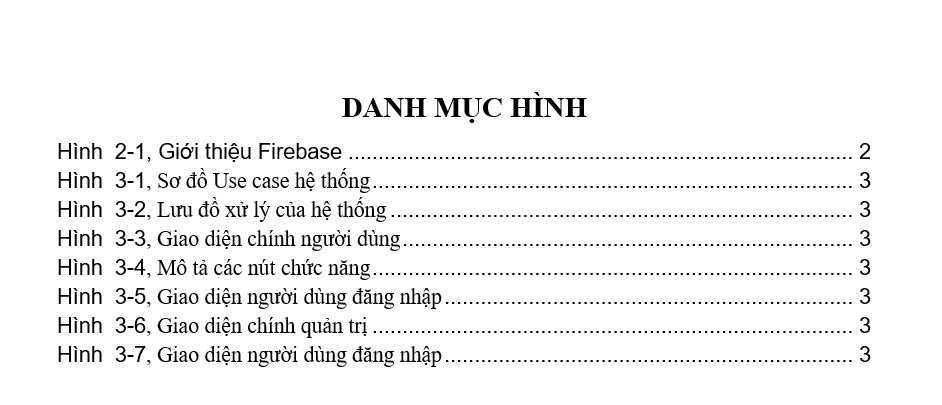 DANH MỤC HÌNH
Hình 2-1, Giới thiệu Firebase ........ 2
Hình 3-1, Sơ đồ Use case hệ thống ........ 3
Hình 3-2, Lưu đồ xử lý của hệ thống ........ 3
Hình 3-3, Giao diện chính người dùng ........ 3
Hình 3-4, Mô tả các nút chức năng ........ 3
Hình 3-5, Giao diện người dùng đăng nhập ........ 3
Hình 3-6, Giao diện chính quản trị ........ 3
Hình 3-7, Giao diện người dùng đăng nhập ........ 3